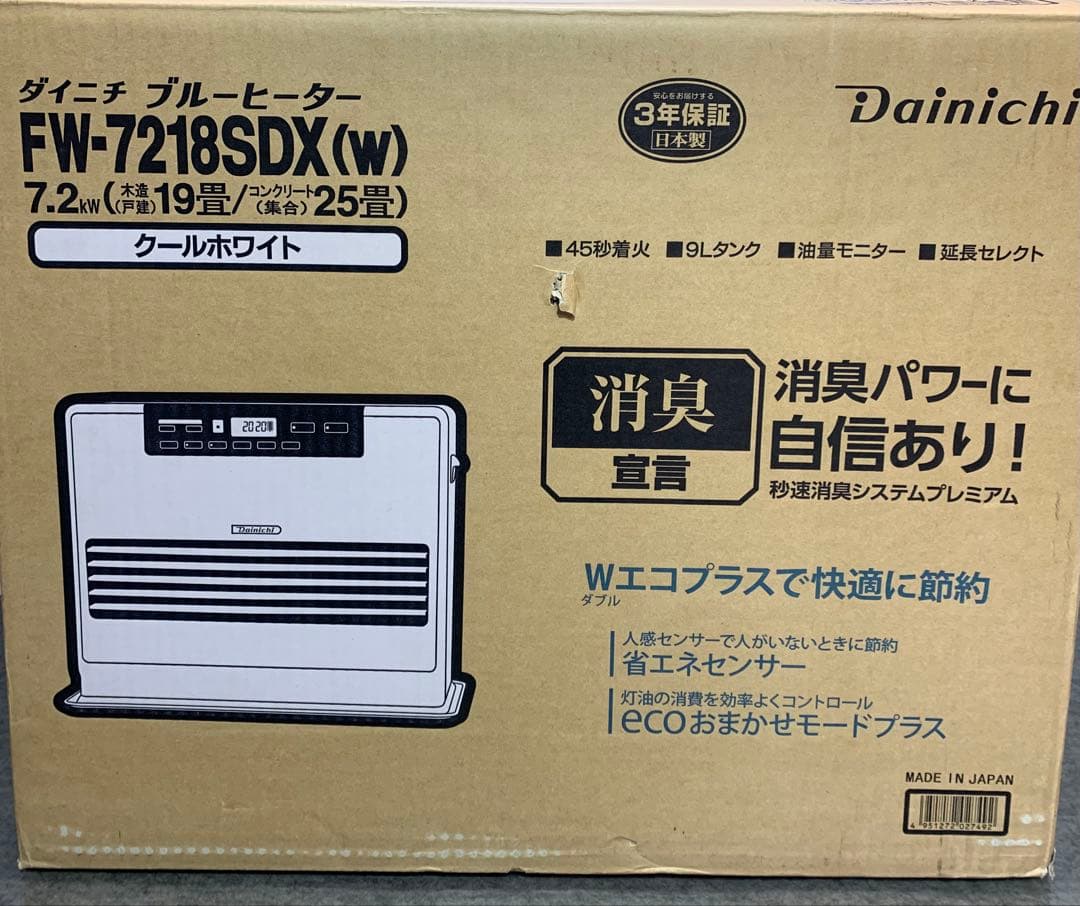 ダイニチ ブルーヒーター
FW-7218SDX(W)
7.2kW(木造(戸建)19畳/コンクリート(集合)25畳)
クールホワイト
安心をお届けする
3年保証
日本製
Dainichi
■45秒着火 ■9Lタンク ■油量モニター ■延長セレクト
消臭
宣言
消臭パワーに
自信あり!
秒速消臭システムプレミアム
2020
Dainichi
Wエコプラスで快適に節約
ダブル
人感センサーで人がいないときに節約
省エネセンサー
灯油の消費を効率よくコントロール
ecoおまかせモードプラス
MADE IN JAPAN
4 951272 027492